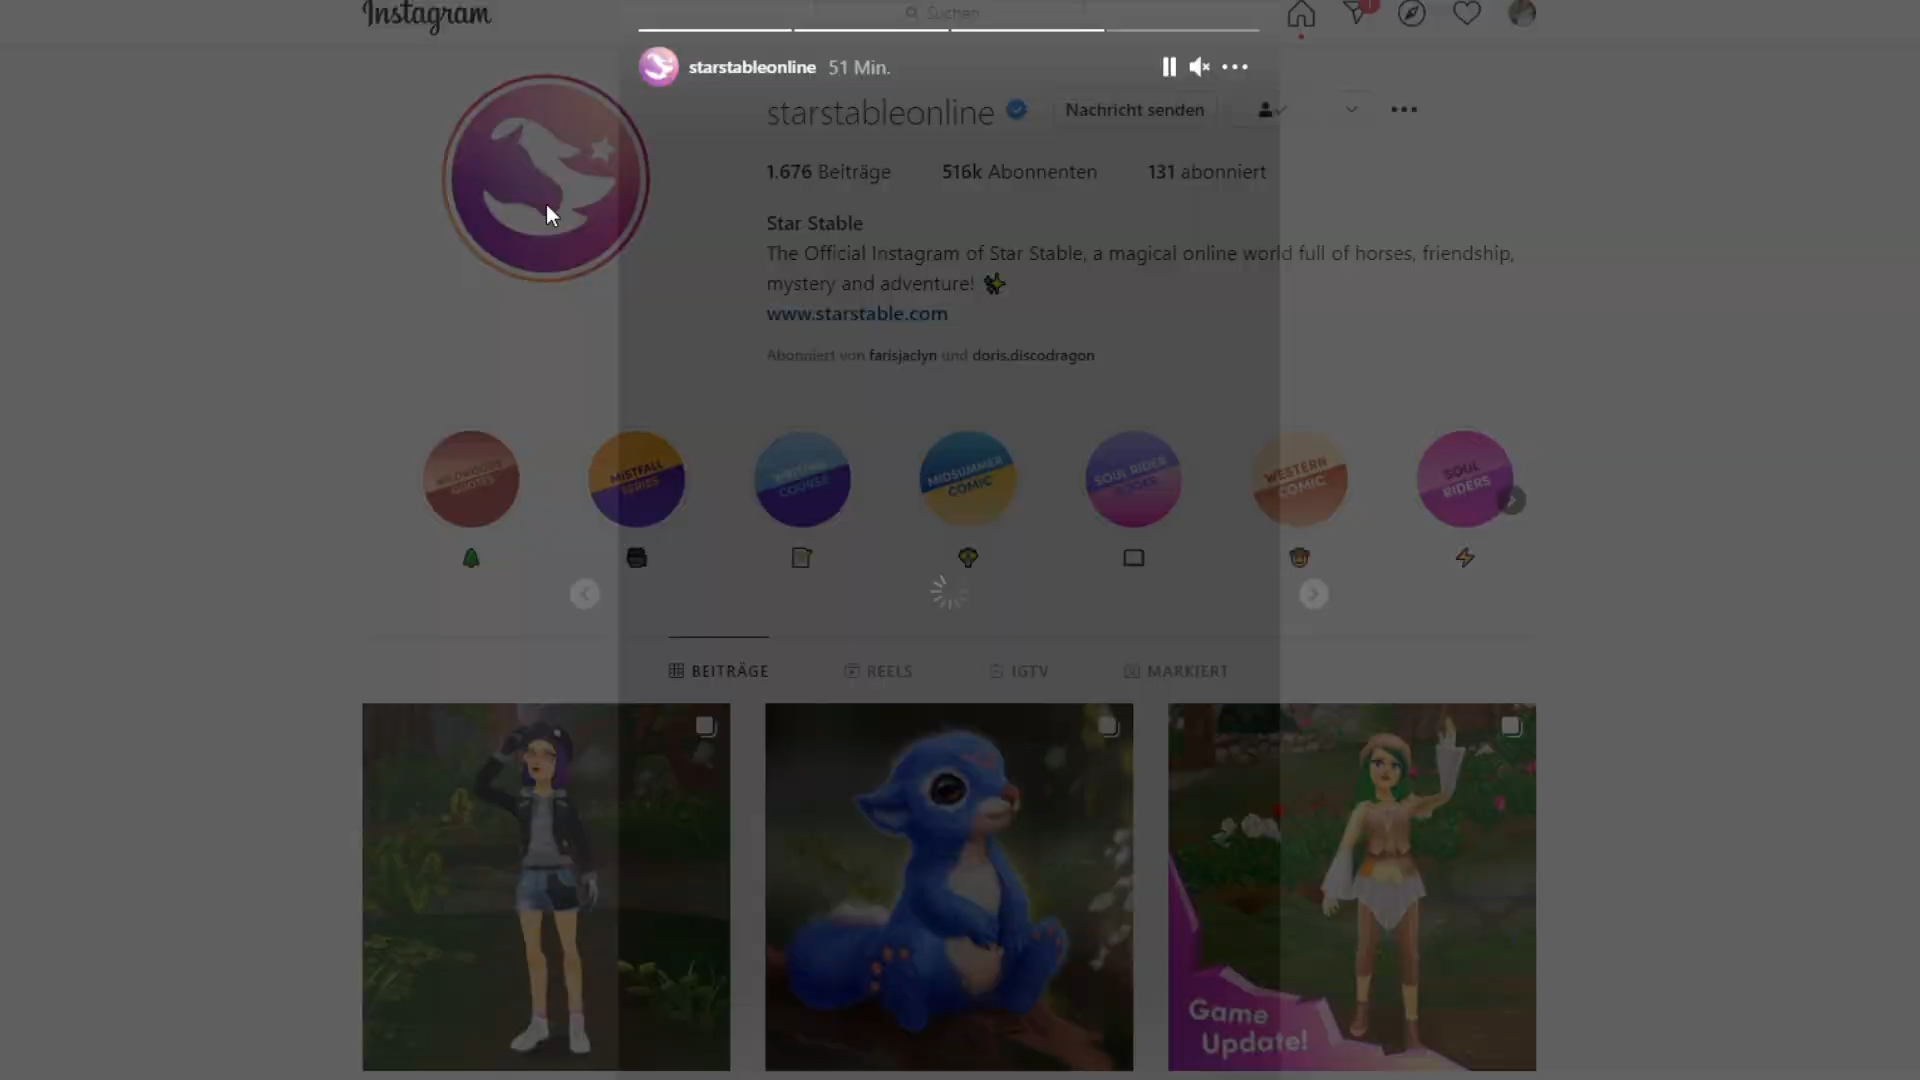 Instagram
Suchen
1
starstableonline 51 Min.
starstableonline
Nachricht senden
1.676 Beiträge 516k Abonnenten 131 abonniert
Star Stable
The Official Instagram of Star Stable, a magical online world full of horses, friendship,
mystery and adventure!
www.starstable.com
Abonniert von farisjaclyn und doris.discodragon
MISTFALL
SERIES
COURSE
MIDSUMMER
COMIC
SOUL RIDER
WESTERN
COMIC
SOUL
RIDERS
BEITRÄGE REELS IGTV MARKIERT
Game
Update!